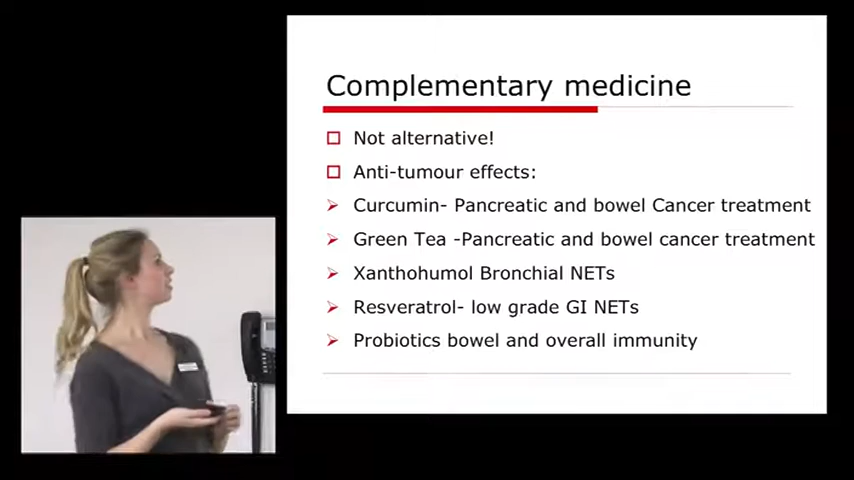 Complementary medicine
Not alternative!
Anti-tumour effects:
Curcumin- Pancreatic and bowel Cancer treatment
Green Tea -Pancreatic and bowel cancer treatment
Xanthohumol Bronchial NETs
Resveratrol- low grade GI NETs
Probiotics bowel and overall immunity